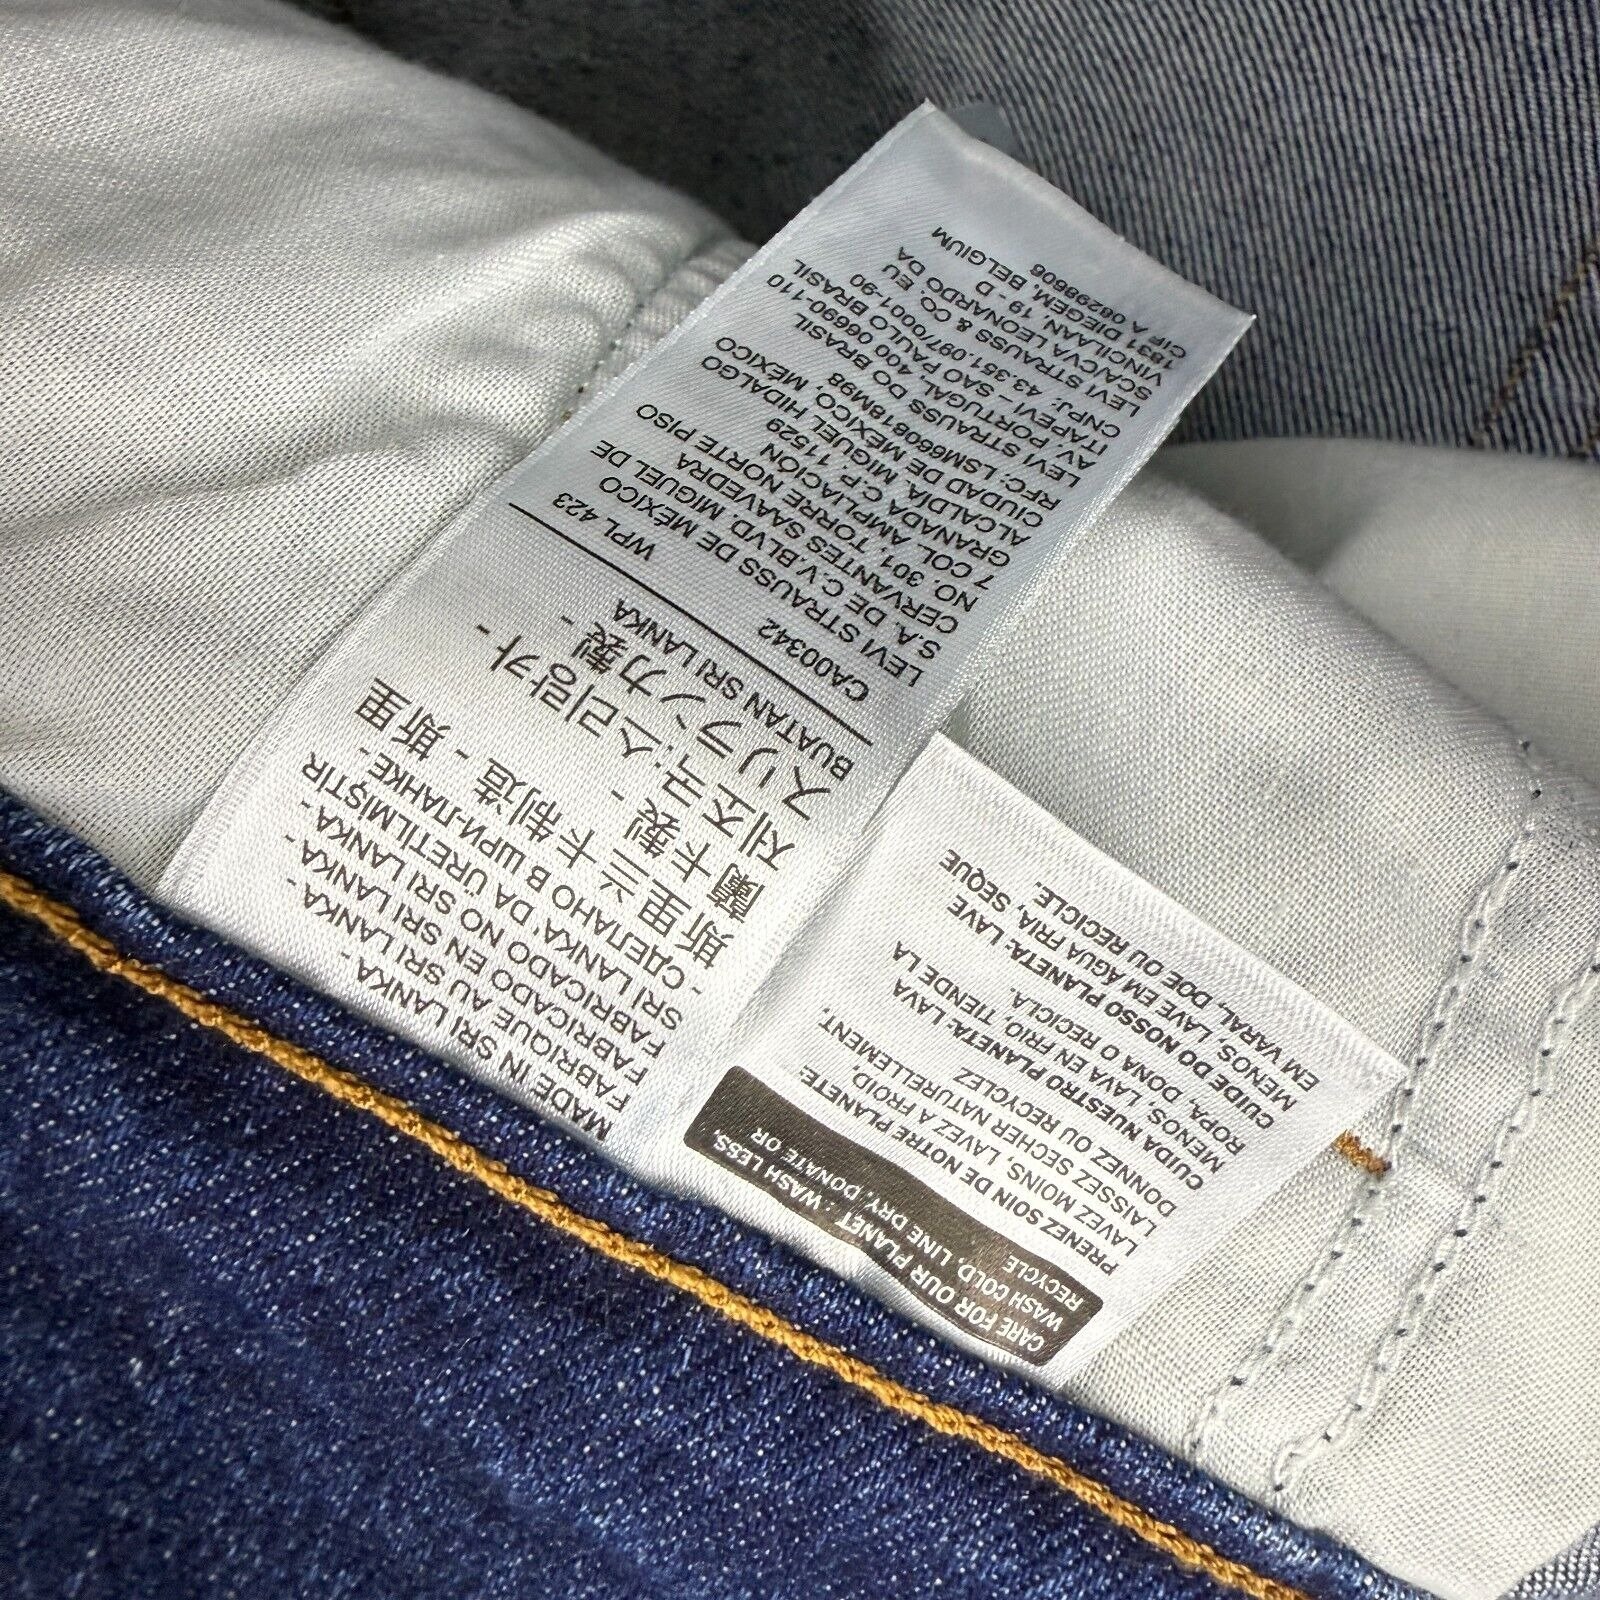 MADE IN SRI LANKA -
FABRIQUE AU SRI LANKA -
FABRICADO EN SRI LANKA -
FABRICADO NO SRI LANKA -
SRI LANKA' DA ÜRETILMIŞTIR
- СДЕЛАНО В ШРИ-ЛАНКЕ -
斯里兰卡制造 - 斯里
蘭卡製 -
제조국: 스리랑카 -
スリランカ製 -
BUATAN SRI LANKA
CA00342 WPL 423
LEVI STRAUSS DE MÉXICO
S.A. DE C.V.BLVD. MIGUEL DE
CERVANTES SAAVEDRA
NO. 301, TORRE NORTE PISO
7 COL. AMPLIACIÓN
GRANADA C.P. 11529
ALCALDÍA MIGUEL HIDALGO
CIUDAD DE MÉXICO, MÉXICO
RFC: LSM660818M98
LEVI STRAUSS DO BRASIL
AV. PORTUGAL, 400 06690-110
ITAPEVI – SAO PAULO BRASIL
CNPJ: 43.351.097/0001-90
LEVI STRAUSS & CO. EU
SCA/CVA LEONARDO DA
VINCILAAN, 19 - D
1831 DIEGEM, BELGIUM
CIF A 08298606
CARE FOR OUR PLANET : WASH LESS,
WASH COLD, LINE DRY, DONATE OR
RECYCLE
PRENEZ SOIN DE NOTRE PLANÈTE:
LAVEZ MOINS, LAVEZ À FROID,
LAISSEZ SÉCHER NATURELLEMENT,
DONNEZ OU RECYCLEZ
CUIDA NUESTRO PLANETA: LAVA
MENOS, LAVA EN FRÍO, TIENDE LA
ROPA, DONA O RECICLA.
CUIDE DO NOSSO PLANETA: LAVE
MENOS, LAVE EM ÁGUA FRIA, SEQUE
EM VARAL, DOE OU RECICLE.